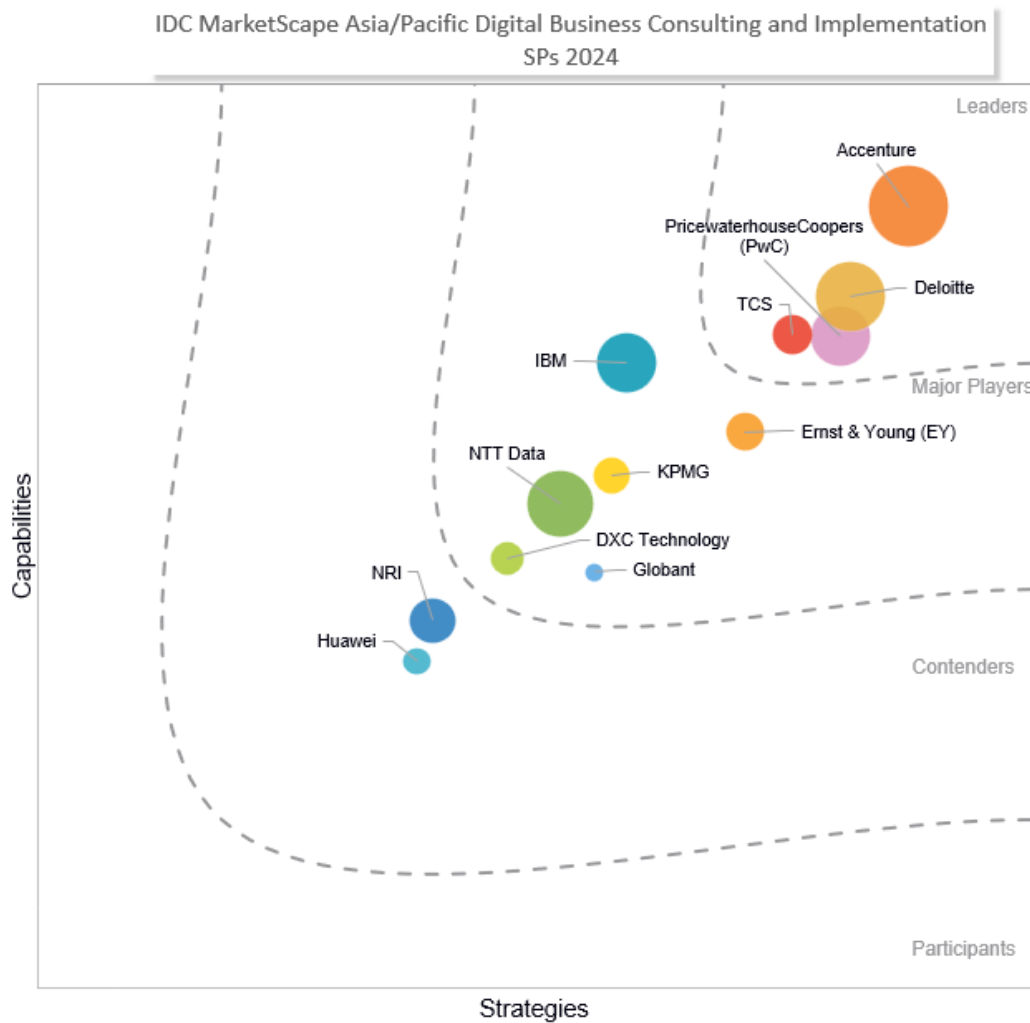 IDC MarketScape Asia/Pacific Digital Business Consulting and Implementation
SPs 2024
Leaders
Accenture
PricewaterhouseCoopers
(PwC)
Deloitte
TCS
IBM
Major Players
Ernst & Young (EY)
NTT Data
KPMG
Capabilities
DXC Technology
Globant
NRI
Huawei
Contenders
Participants
Strategies